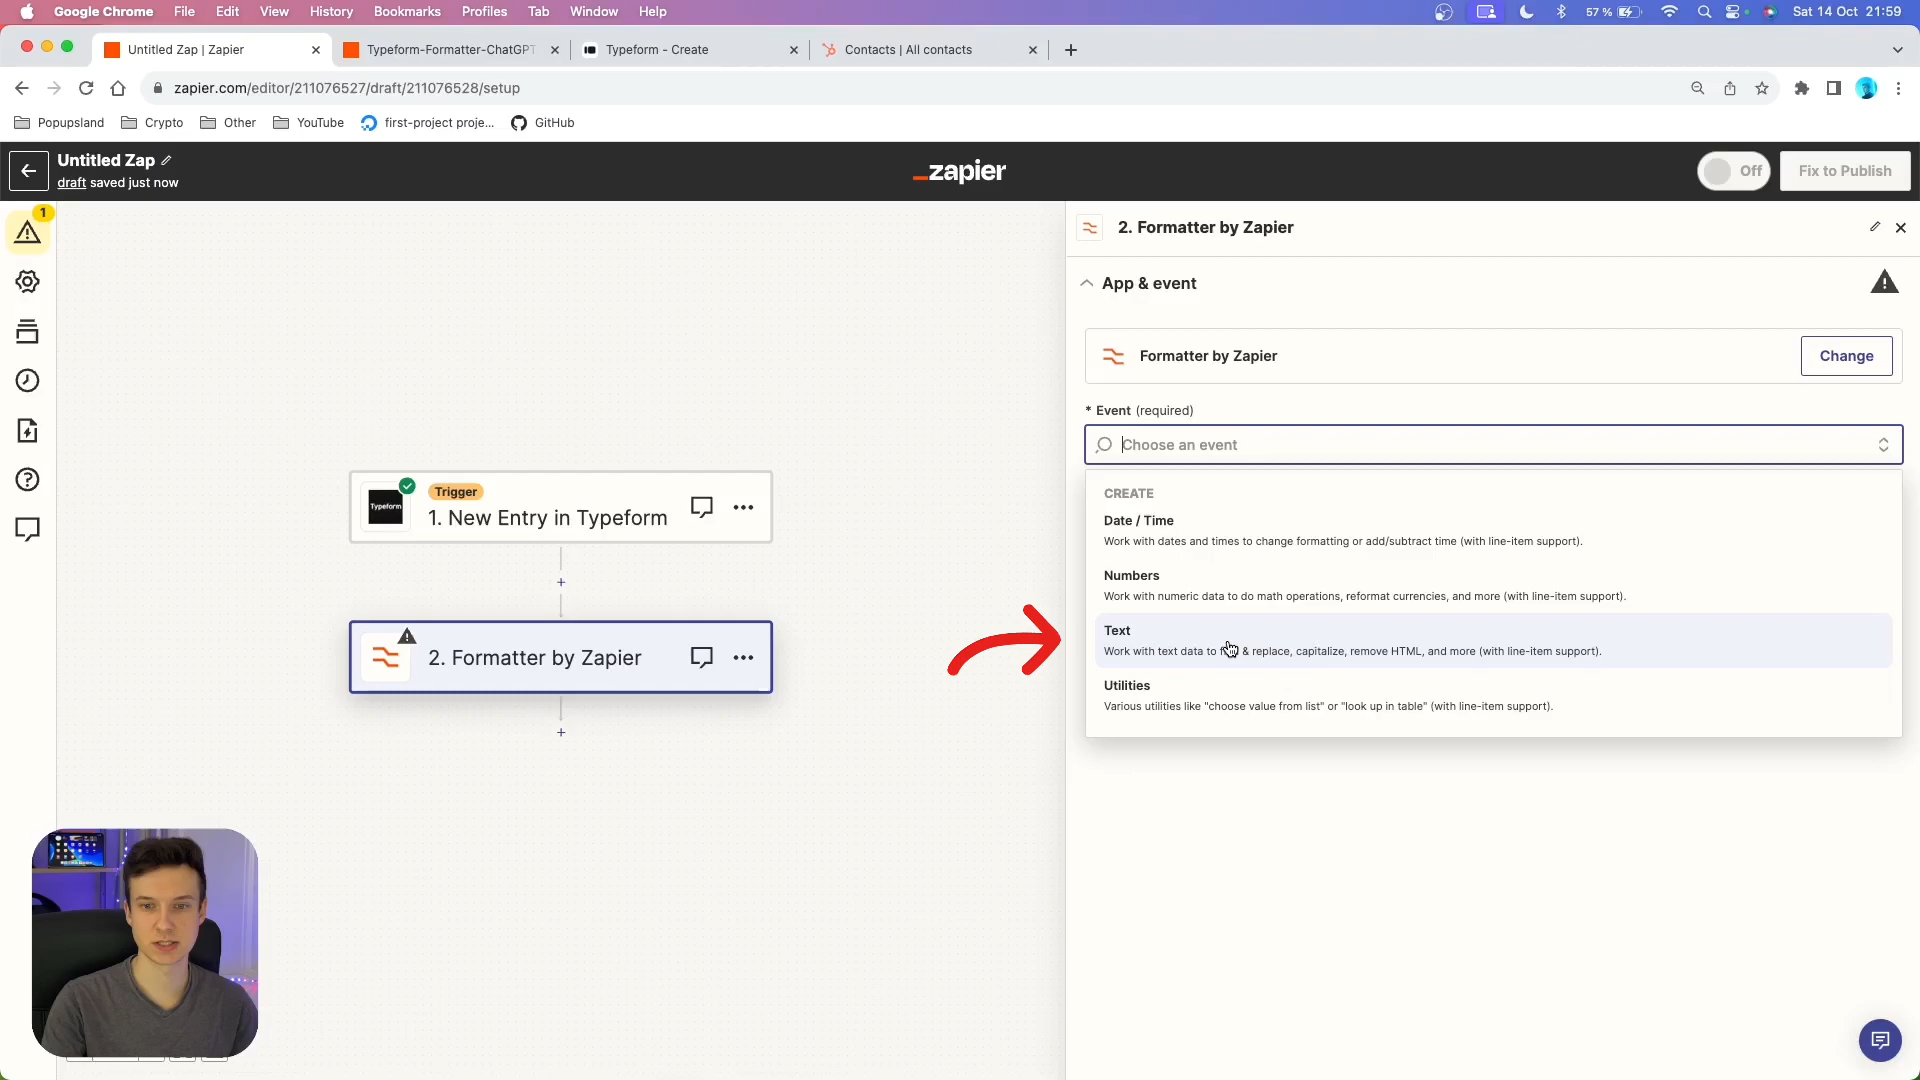 Google Chrome File Edit View History Bookmarks Profiles Tab Window Help 57 % Sat 14 Oct 21:59
Untitled Zap | Zapier Typeform-Formatter-ChatGPT Typeform - Create Contacts | All contacts
zapier.com/editor/211076527/draft/211076528/setup
Popupsland Crypto Other YouTube first-project proje... GitHub
Untitled Zap
draft saved just now
_zapier
Off
Fix to Publish
1
2. Formatter by Zapier
App & event
Formatter by Zapier
Change
* Event (required)
Choose an event
CREATE
Date / Time
Work with dates and times to change formatting or add/subtract time (with line-item support).
Numbers
Work with numeric data to do math operations, reformat currencies, and more (with line-item support).
Text
Work with text data to & replace, capitalize, remove HTML, and more (with line-item support).
Utilities
Various utilities like "choose value from list" or "look up in table" (with line-item support).
Typeform
Trigger
1. New Entry in Typeform
2. Formatter by Zapier